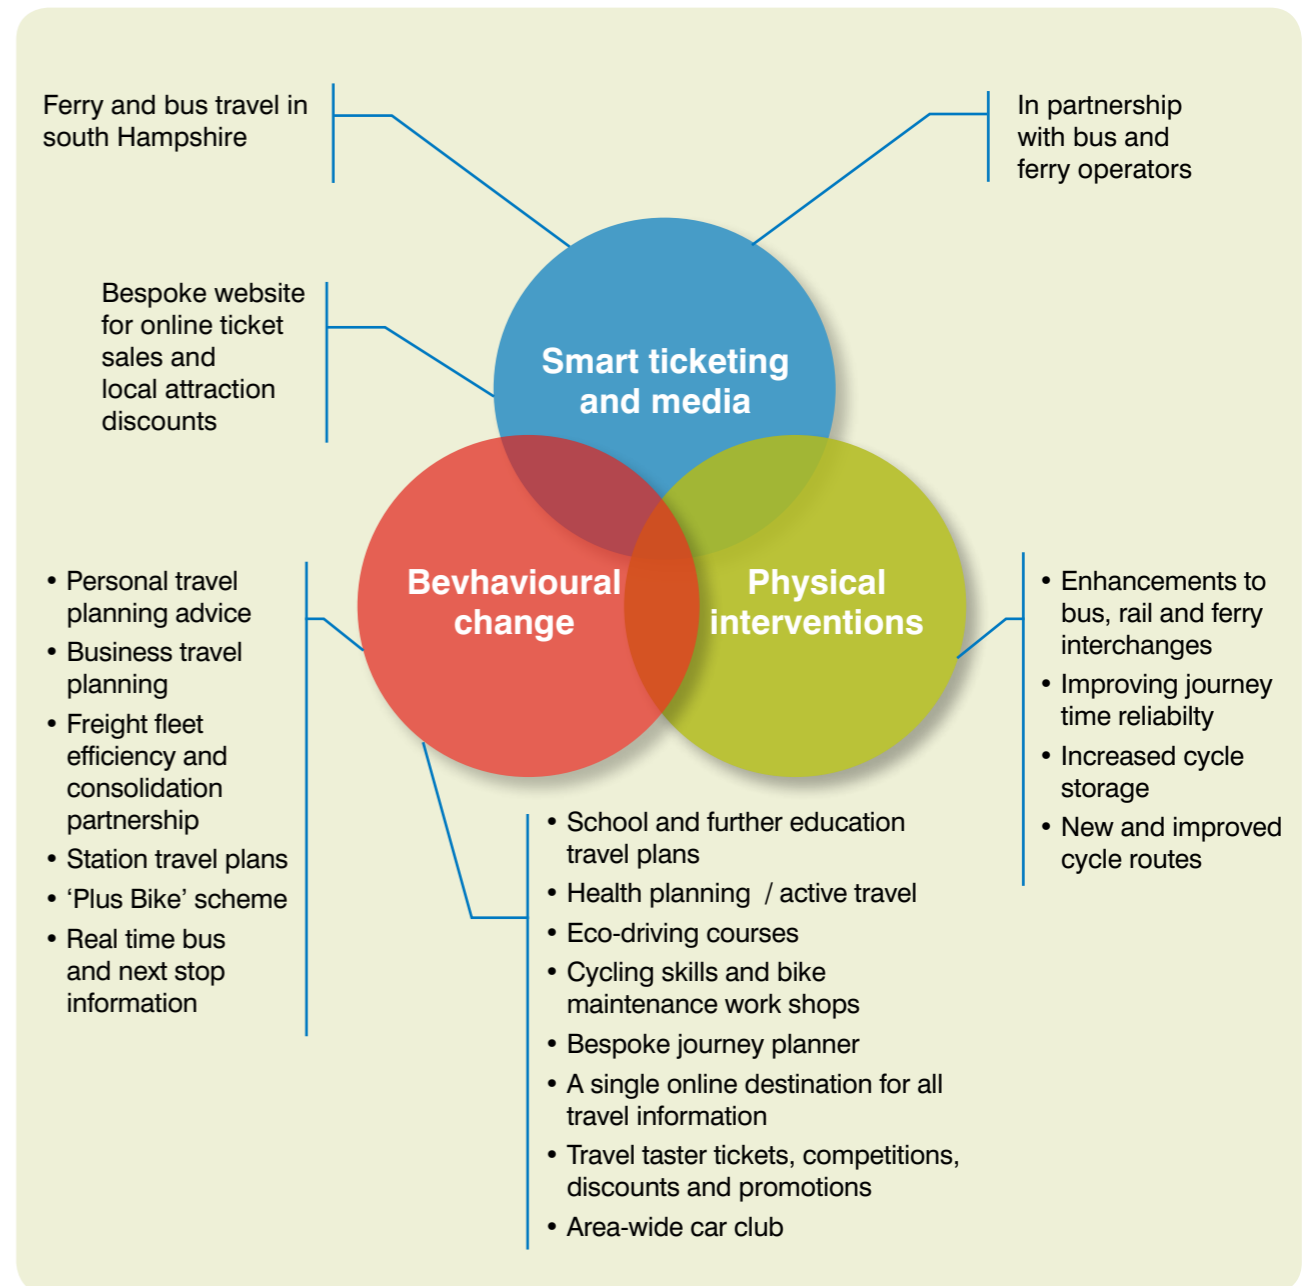 Ferry and bus travel in
south Hampshire
In partnership
with bus and
ferry operators
Bespoke website
for online ticket
sales and
local attraction
discounts
Smart ticketing
and media
Bevhavioural
change
Physical
interventions
• Personal travel
planning advice
• Business travel
planning
• Freight fleet
efficiency and
consolidation
partnership
• Station travel plans
• ‘Plus Bike’ scheme
• Real time bus
and next stop
information
• School and further education
travel plans
• Health planning / active travel
• Eco-driving courses
• Cycling skills and bike
maintenance work shops
• Bespoke journey planner
• A single online destination for all
travel information
• Travel taster tickets, competitions,
discounts and promotions
• Area-wide car club
• Enhancements to
bus, rail and ferry
interchanges
• Improving journey
time reliabilty
• Increased cycle
storage
• New and improved
cycle routes